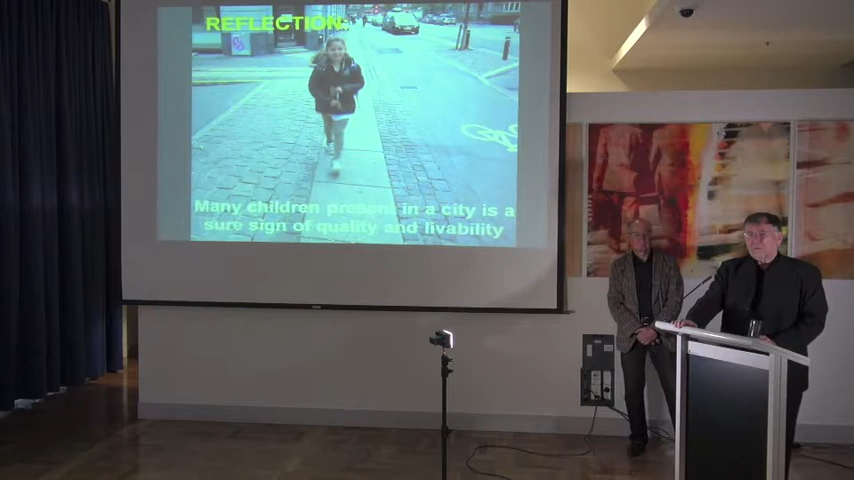 REFLECTION:
Many children present in a city is a
sure sign of quality and livability